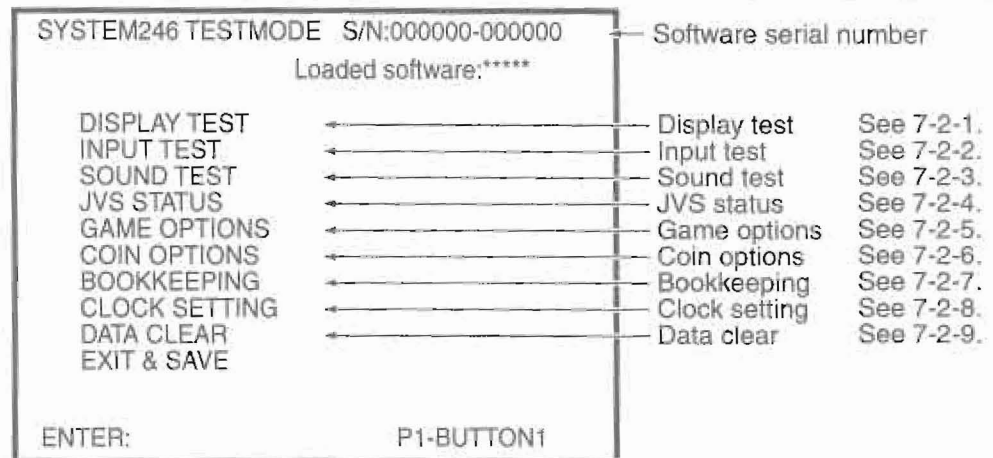 SYSTEM246 TESTMODE S/N:000000-000000 Software serial number
Loaded software:*****
DISPLAY TEST Display test See 7-2-1.
INPUT TEST Input test See 7-2-2.
SOUND TEST Sound test See 7-2-3.
JVS STATUS JVS status See 7-2-4.
GAME OPTIONS Game options See 7-2-5.
COIN OPTIONS Coin options See 7-2-6.
BOOKKEEPING Bookkeeping See 7-2-7.
CLOCK SETTING Clock setting See 7-2-8.
DATA CLEAR Data clear See 7-2-9.
EXIT & SAVE
ENTER: P1-BUTTON1